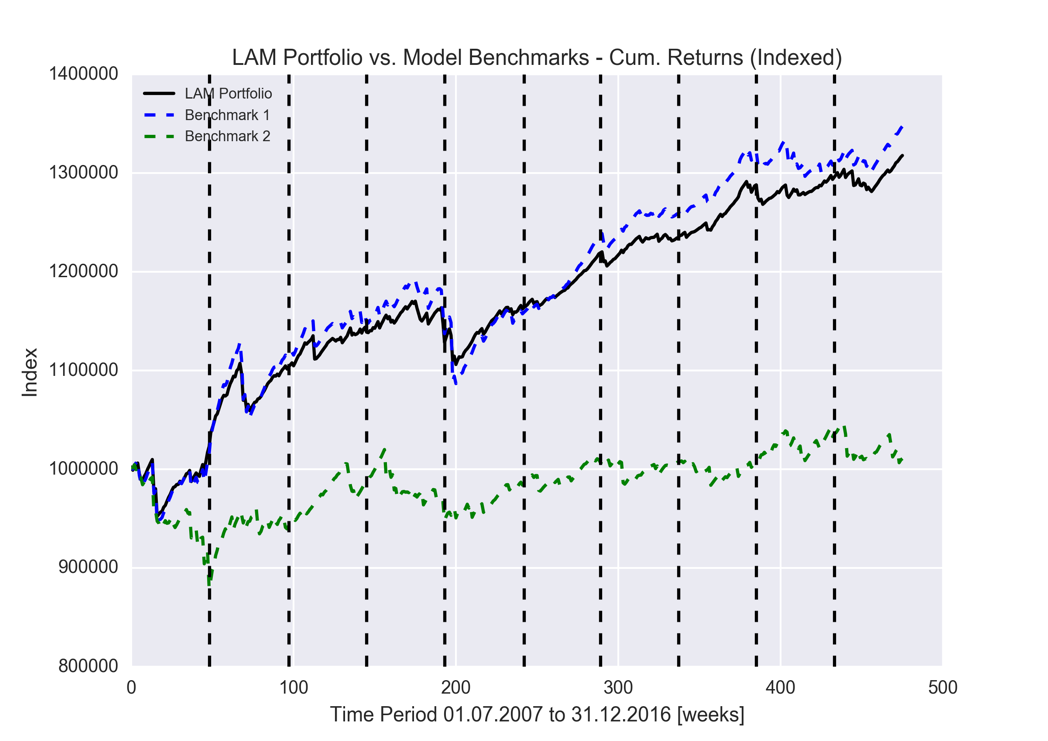 LAM Portfolio vs. Model Benchmarks - Cum. Returns (Indexed)
1400000
LAM Portfolio
Benchmark 1
Benchmark 2
1300000
1200000
1100000
Index
1000000
900000
800000
0 100 200 300 400 500
Time Period 01.07.2007 to 31.12.2016 [weeks]